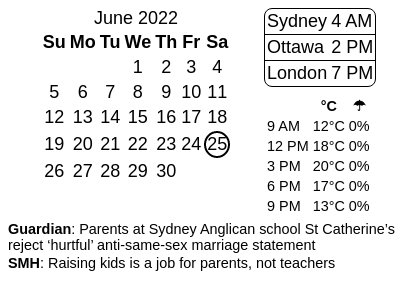 June 2022
Su Mo Tu We Th Fr Sa
1 2 3 4
5 6 7 8 9 10 11
12 13 14 15 16 17 18
19 20 21 22 23 24 25
26 27 28 29 30
Sydney 4 AM
Ottawa 2 PM
London 7 PM
°C ☂
9 AM 12°C 0%
12 PM 18°C 0%
3 PM 20°C 0%
6 PM 17°C 0%
9 PM 13°C 0%
Guardian: Parents at Sydney Anglican school St Catherine’s
reject ‘hurtful’ anti-same-sex marriage statement
SMH: Raising kids is a job for parents, not teachers